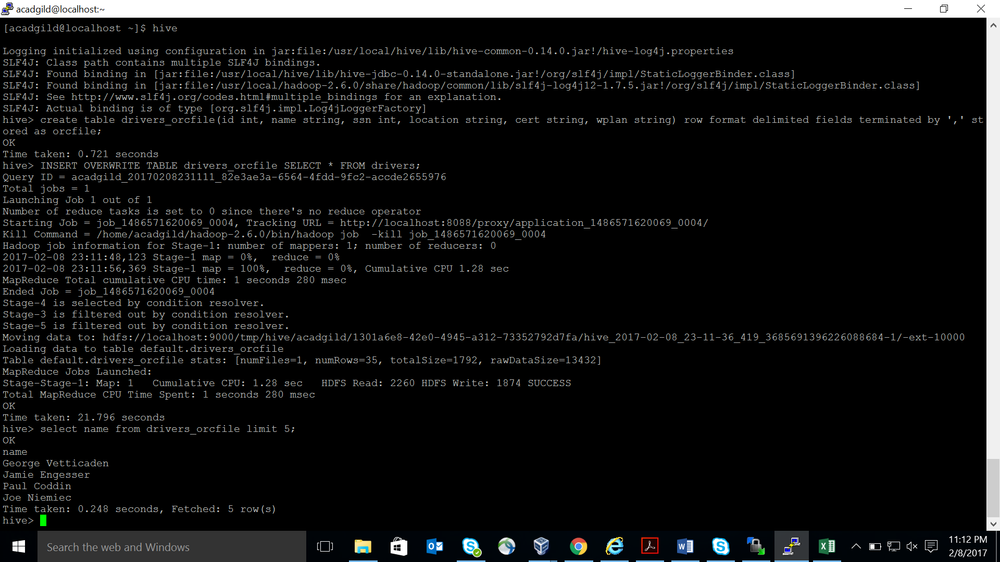 acadgild@localhost:~
[acadgild@localhost ~]$ hive
Logging initialized using configuration in jar:file:/usr/local/hive/lib/hive-common-0.14.0.jar!/hive-log4j.properties
SLF4J: Class path contains multiple SLF4J bindings.
SLF4J: Found binding in [jar:file:/usr/local/hive/lib/hive-jdbc-0.14.0-standalone.jar!/org/slf4j/impl/StaticLoggerBinder.class]
SLF4J: Found binding in [jar:file:/usr/local/hadoop-2.6.0/share/hadoop/common/lib/slf4j-log4j12-1.7.5.jar!/org/slf4j/impl/StaticLoggerBinder.class]
SLF4J: See http://www.slf4j.org/codes.html#multiple_bindings for an explanation.
SLF4J: Actual binding is of type [org.slf4j.impl.Log4jLoggerFactory]
hive> create table drivers_orcfile(id int, name string, ssn int, location string, cert string, wplan string) row format delimited fields terminated by ',' st
ored as orcfile;
OK
Time taken: 0.721 seconds
hive> INSERT OVERWRITE TABLE drivers_orcfile SELECT * FROM drivers;
Query ID = acadgild_20170208231111_82e3ae3a-6564-4fdd-9fc2-accde2655976
Total jobs = 1
Launching Job 1 out of 1
Number of reduce tasks is set to 0 since there's no reduce operator
Starting Job = job_1486571620069_0004, Tracking URL = http://localhost:8088/proxy/application_1486571620069_0004/
Kill Command = /home/acadgild/hadoop-2.6.0/bin/hadoop job  -kill job_1486571620069_0004
Hadoop job information for Stage-1: number of mappers: 1; number of reducers: 0
2017-02-08 23:11:48,123 Stage-1 map = 0%,  reduce = 0%
2017-02-08 23:11:56,369 Stage-1 map = 100%,  reduce = 0%, Cumulative CPU 1.28 sec
MapReduce Total cumulative CPU time: 1 seconds 280 msec
Ended Job = job_1486571620069_0004
Stage-4 is selected by condition resolver.
Stage-3 is filtered out by condition resolver.
Stage-5 is filtered out by condition resolver.
Moving data to: hdfs://localhost:9000/tmp/hive/acadgild/1301a6e8-42e0-4945-a312-73352792d7fa/hive_2017-02-08_23-11-36_419_3685691396226088684-1/-ext-10000
Loading data to table default.drivers_orcfile
Table default.drivers_orcfile stats: [numFiles=1, numRows=35, totalSize=1792, rawDataSize=13432]
MapReduce Jobs Launched:
Stage-Stage-1: Map: 1   Cumulative CPU: 1.28 sec   HDFS Read: 2260 HDFS Write: 1874 SUCCESS
Total MapReduce CPU Time Spent: 1 seconds 280 msec
OK
Time taken: 21.796 seconds
hive> select name from drivers_orcfile limit 5;
OK
name
George Vetticaden
Jamie Engesser
Paul Coddin
Joe Niemiec
Time taken: 0.248 seconds, Fetched: 5 row(s)
hive>
Search the web and Windows
11:12 PM
2/8/2017